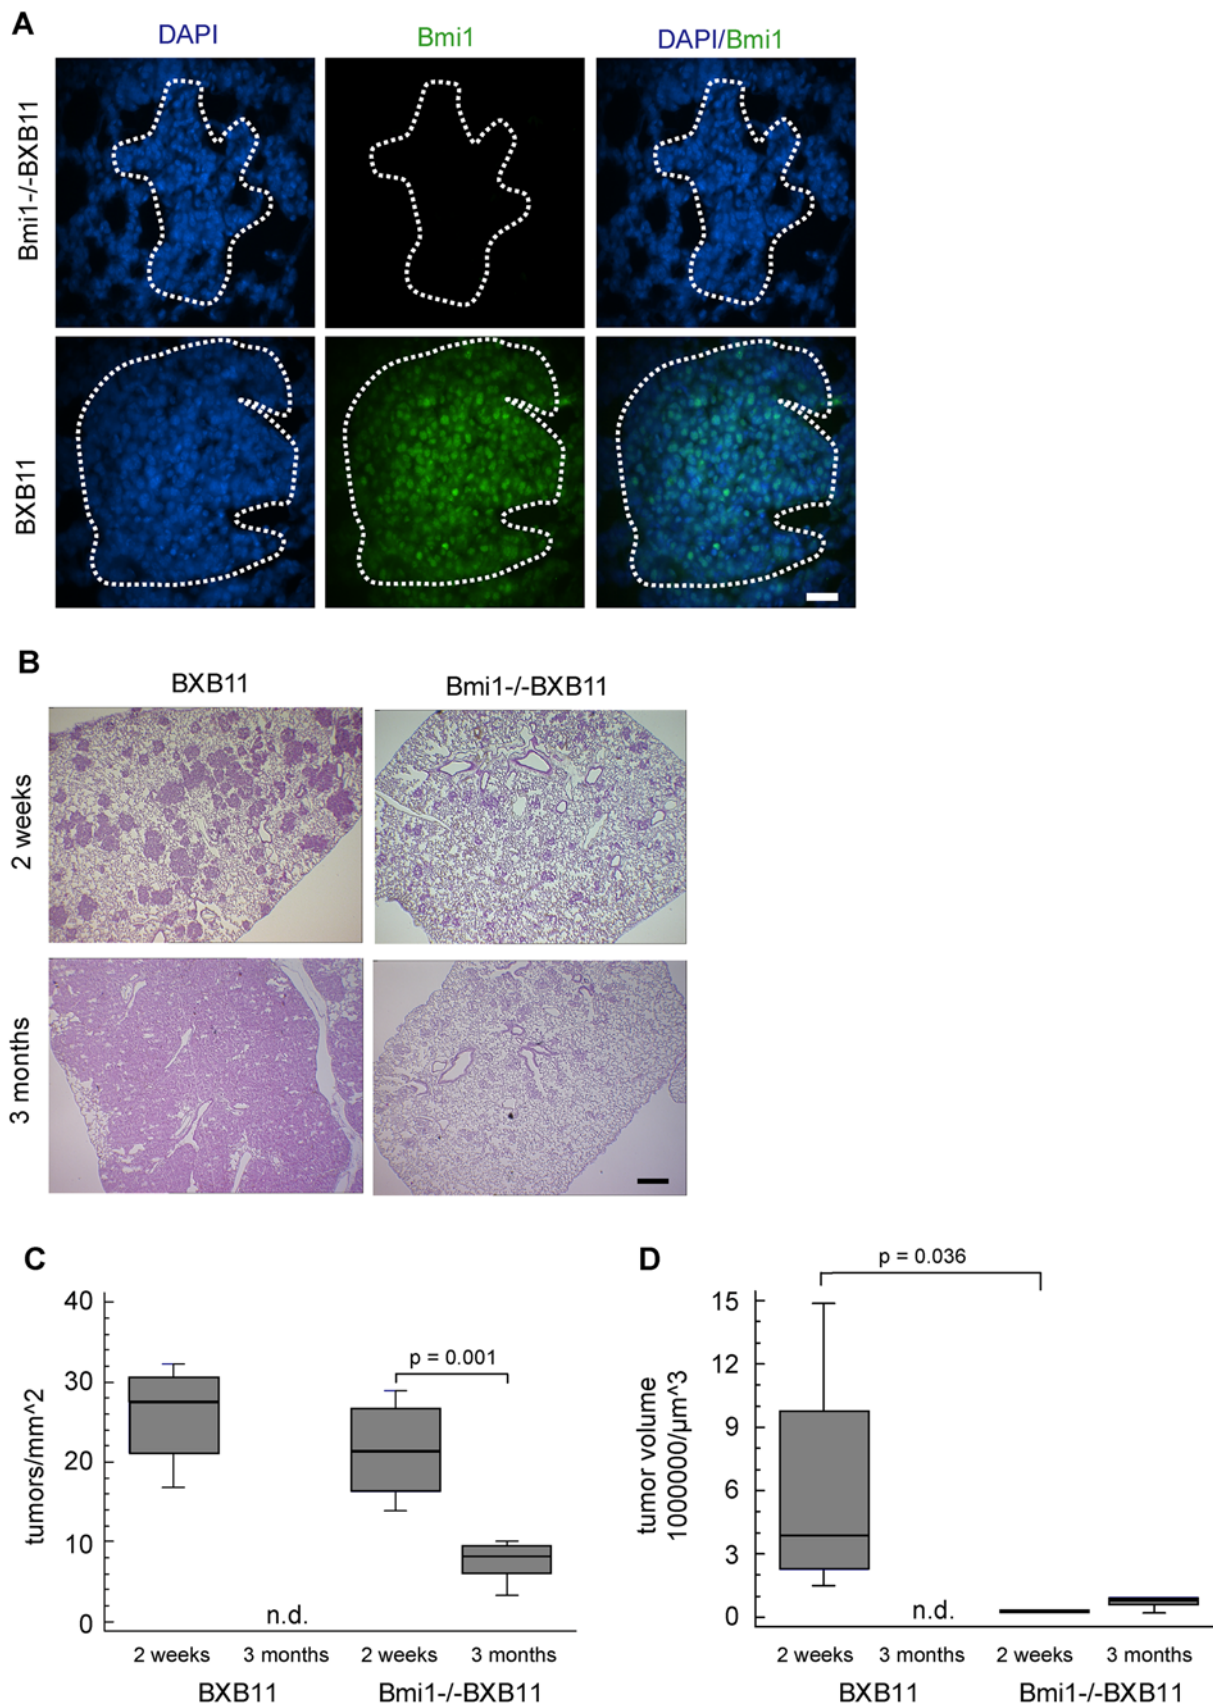 A
DAPI
Bmi1
DAPI/Bmi1
Bmi1-/-BXB11
BXB11
B
BXB11
Bmi1-/-BXB11
2 weeks
3 months
C
tumors/mm^2
40
30
20
10
0
p = 0.001
n.d.
2 weeks
3 months
2 weeks
3 months
BXB11
Bmi1-/-BXB11
D
tumor volume
1000000/µm^3
15
12
9
6
3
0
p = 0.036
n.d.
2 weeks
3 months
2 weeks
3 months
BXB11
Bmi1-/-BXB11